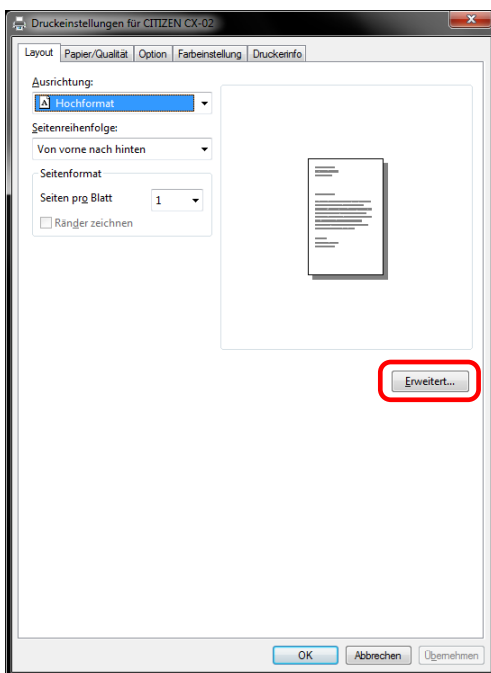 Druckeinstellungen für CITIZEN CX-02
x
Layout Papier/Qualität Option Farbeinstellung Druckerinfo
Ausrichtung:
A Hochformat
Seitenreihenfolge:
Von vorne nach hinten
Seitenformat
Seiten pro Blatt 1
Ränder zeichnen
Erweitert...
OK Abbrechen Übernehmen